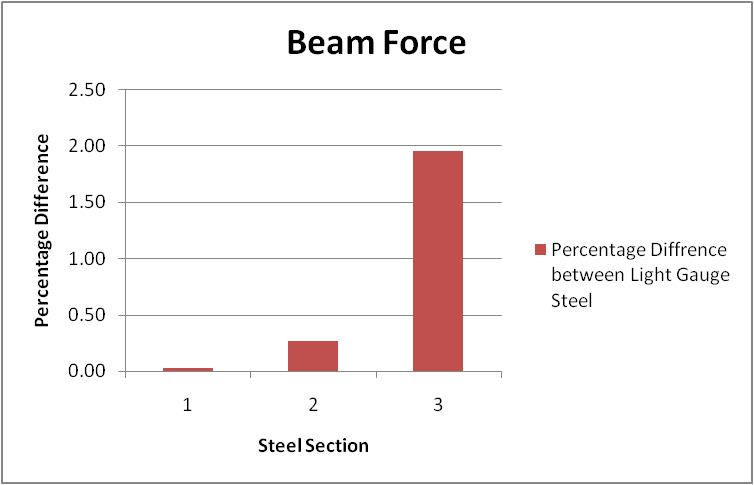 Beam Force
2.50
2.00
1.50
1.00
0.50
0.00
Percentage Difference
1 2 3
Steel Section
Percentage Diffrence
between Light Gauge
Steel